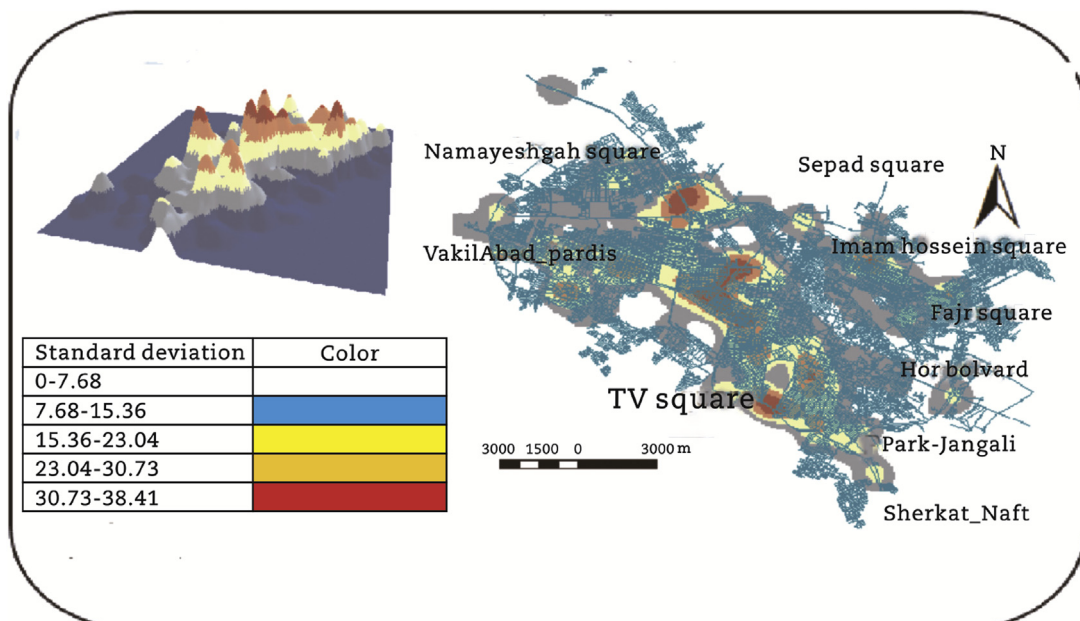 Namayeshgah square
Sepad square
N
VakilAbad_pardis
Imam hossein square
Fajr square
Hor bolvard
TV square
Park-Jangali
Sherkat_Naft
3000 1500 0 3000 m
Standard deviation Color
0-7.68
7.68-15.36
15.36-23.04
23.04-30.73
30.73-38.41